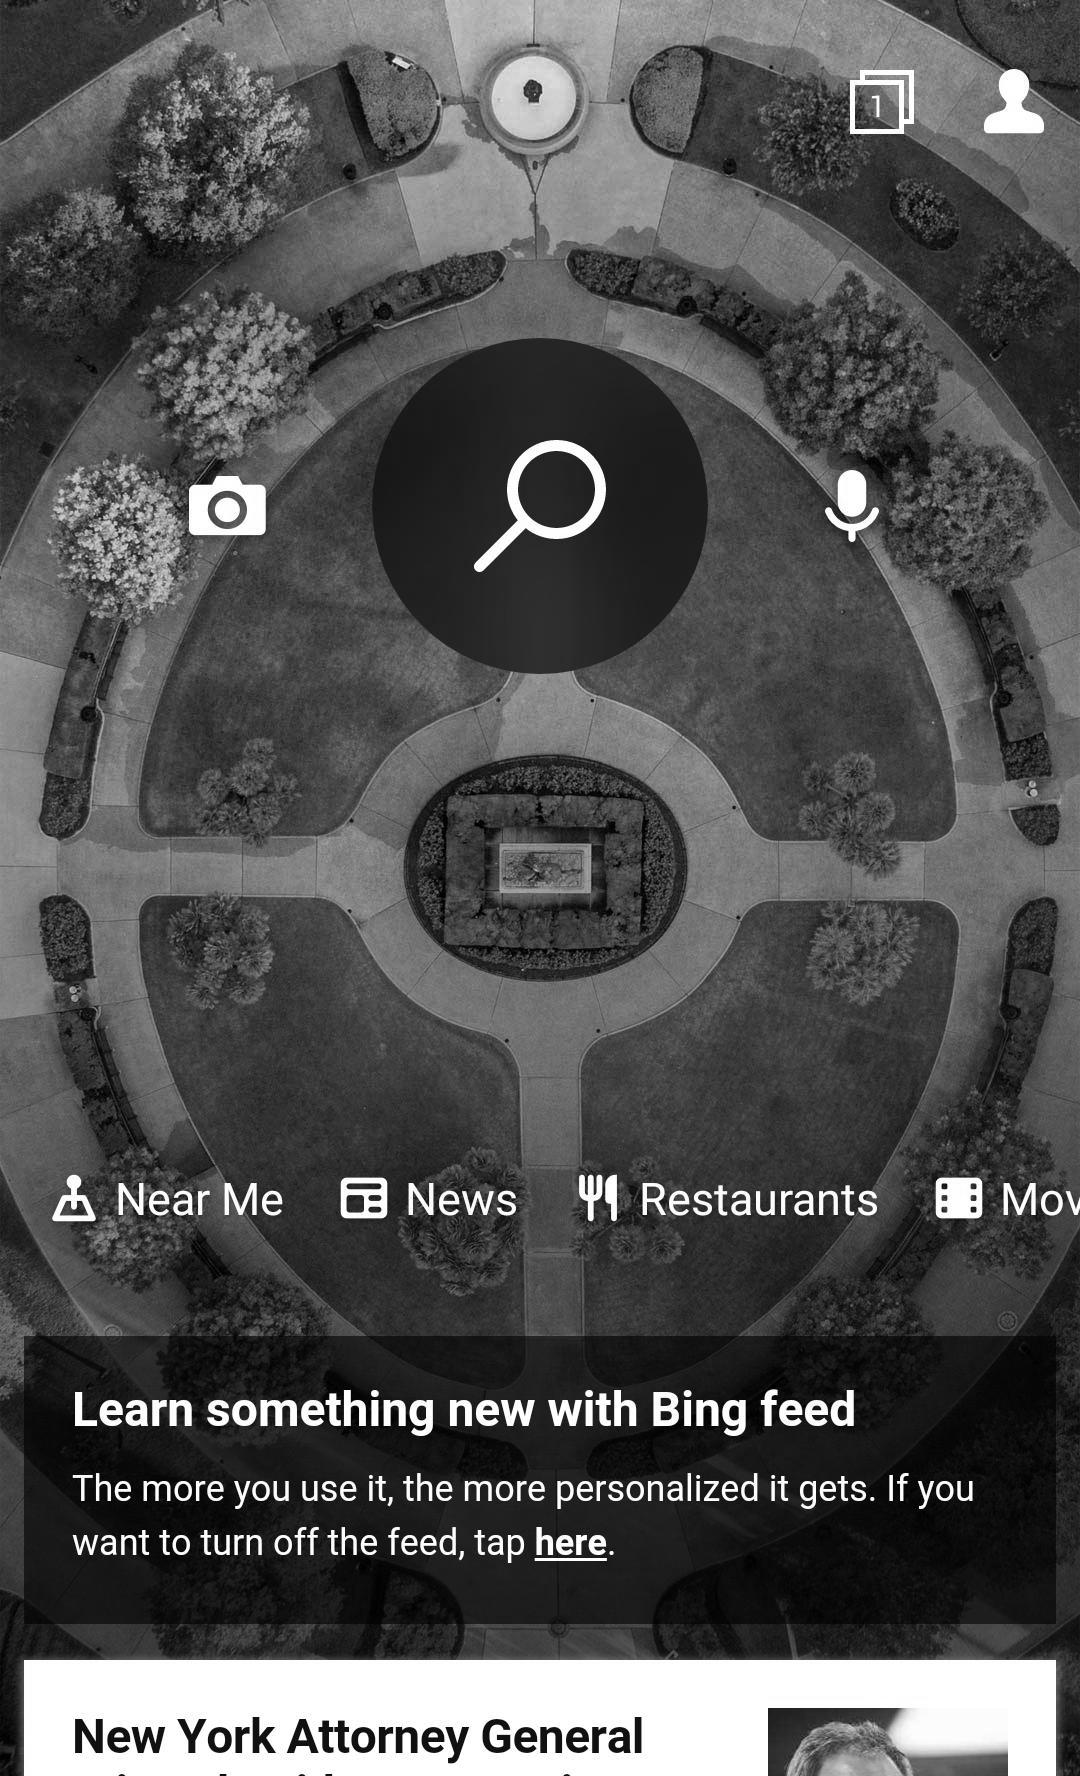 1
Near Me News Restaurants Mov
Learn something new with Bing feed
The more you use it, the more personalized it gets. If you
want to turn off the feed, tap here.
New York Attorney General